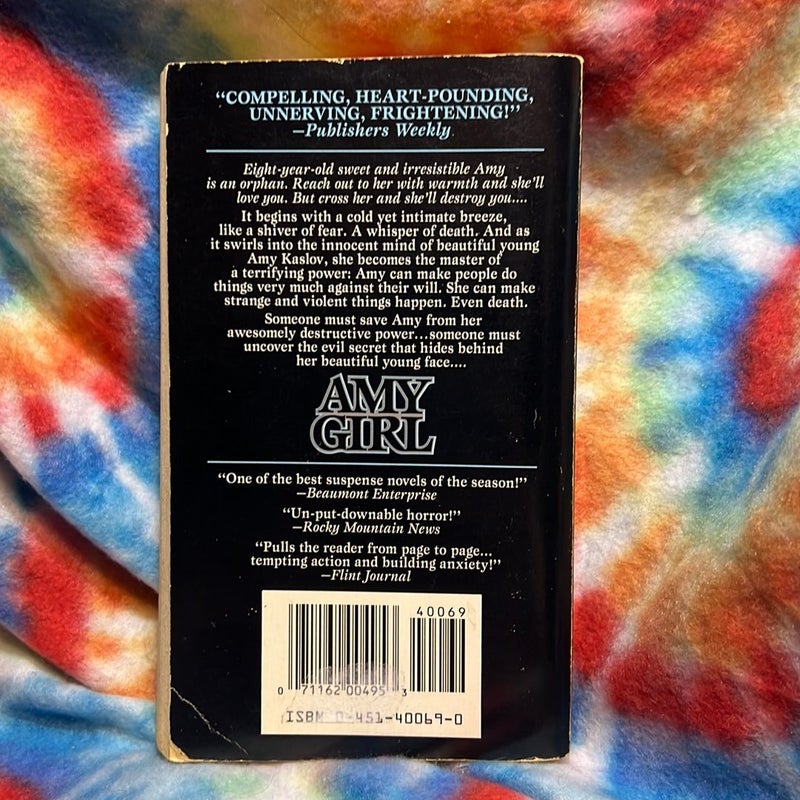 “COMPELLING, HEART-POUNDING,
UNNERVING, FRIGHTENING!”
—Publishers Weekly
Eight-year-old sweet and irresistible Amy
is an orphan. Reach out to her with warmth and she'll
love you. But cross her and she'll destroy you....
It begins with a cold yet intimate breeze,
like a shiver of fear. A whisper of death. And as
it swirls into the innocent mind of beautiful young
Amy Kaslov, she becomes the master of
a terrifying power: Amy can make people do
things very much against their will. She can make
strange and violent things happen. Even death.
Someone must save Amy from her
awesomely destructive power...someone must
uncover the evil secret that hides behind
her beautiful young face....
AMY
GIRL
“One of the best suspense novels of the season!”
—Beaumont Enterprise
“Un-put-downable horror!”
—Rocky Mountain News
“Pulls the reader from page to page...
tempting action and building anxiety!”
—Flint Journal
40069
0 71162 00495 3
ISBN 0-451-40069-0